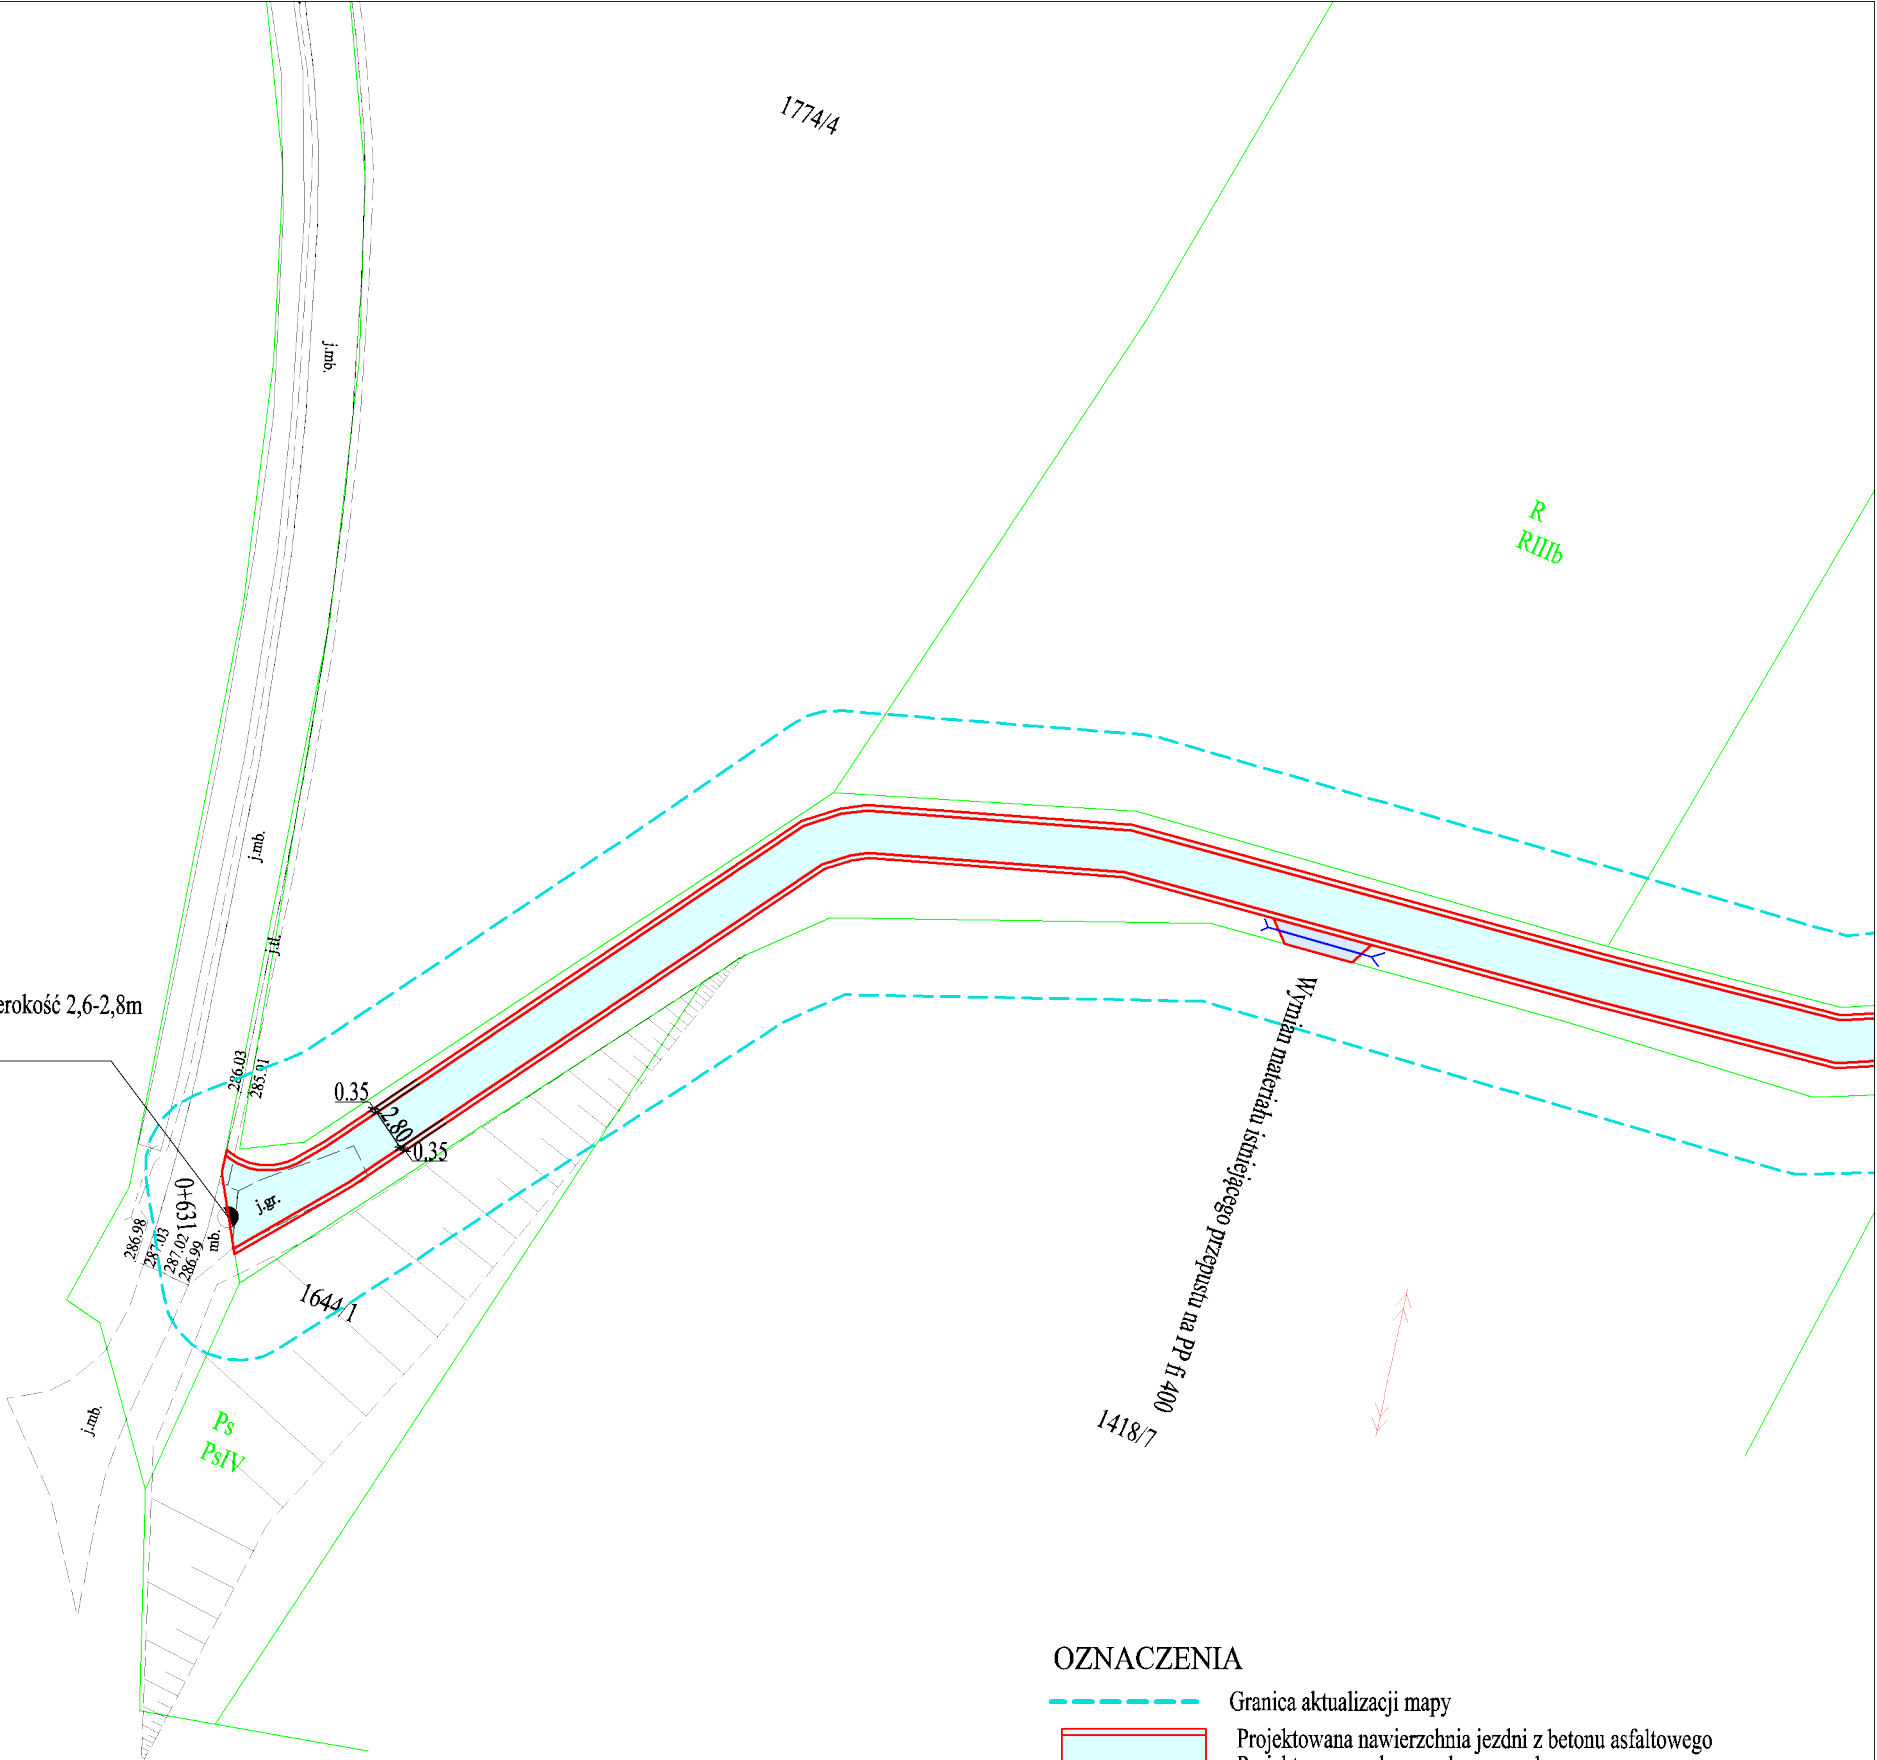 1774/4
j.mb.
R
RIIIb
j.mb.
j.tł.
erokość 2,6-2,8m
286.03
285.91
0.35
2.80
0.35
j.gr.
0+631
mb.
286.98
287.03
287.02
286.99
1644/1
Wymian materiału istniejącego przepustu na PP fi 400
1418/7
j.mb.
Ps
PsIV
OZNACZENIA
Granica aktualizacji mapy
Projektowana nawierzchnia jezdni z betonu asfaltowego